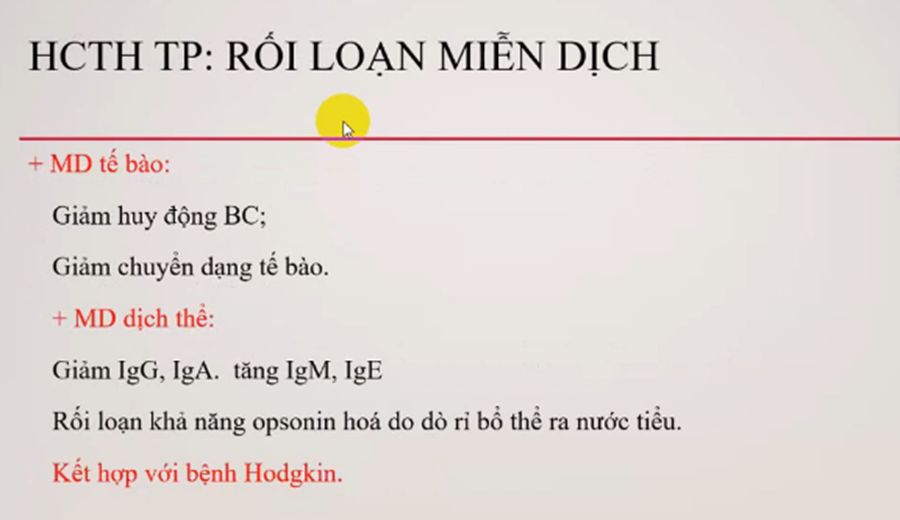 HCTH TP: RỐI LOẠN MIỄN DỊCH
+ MD tế bào:
Giảm huy động BC;
Giảm chuyển dạng tế bào.
+ MD dịch thể:
Giảm IgG, IgA. tăng IgM, IgE
Rối loạn khả năng opsonin hoá do dò rỉ bổ thể ra nước tiểu.
Kết hợp với bệnh Hodgkin.